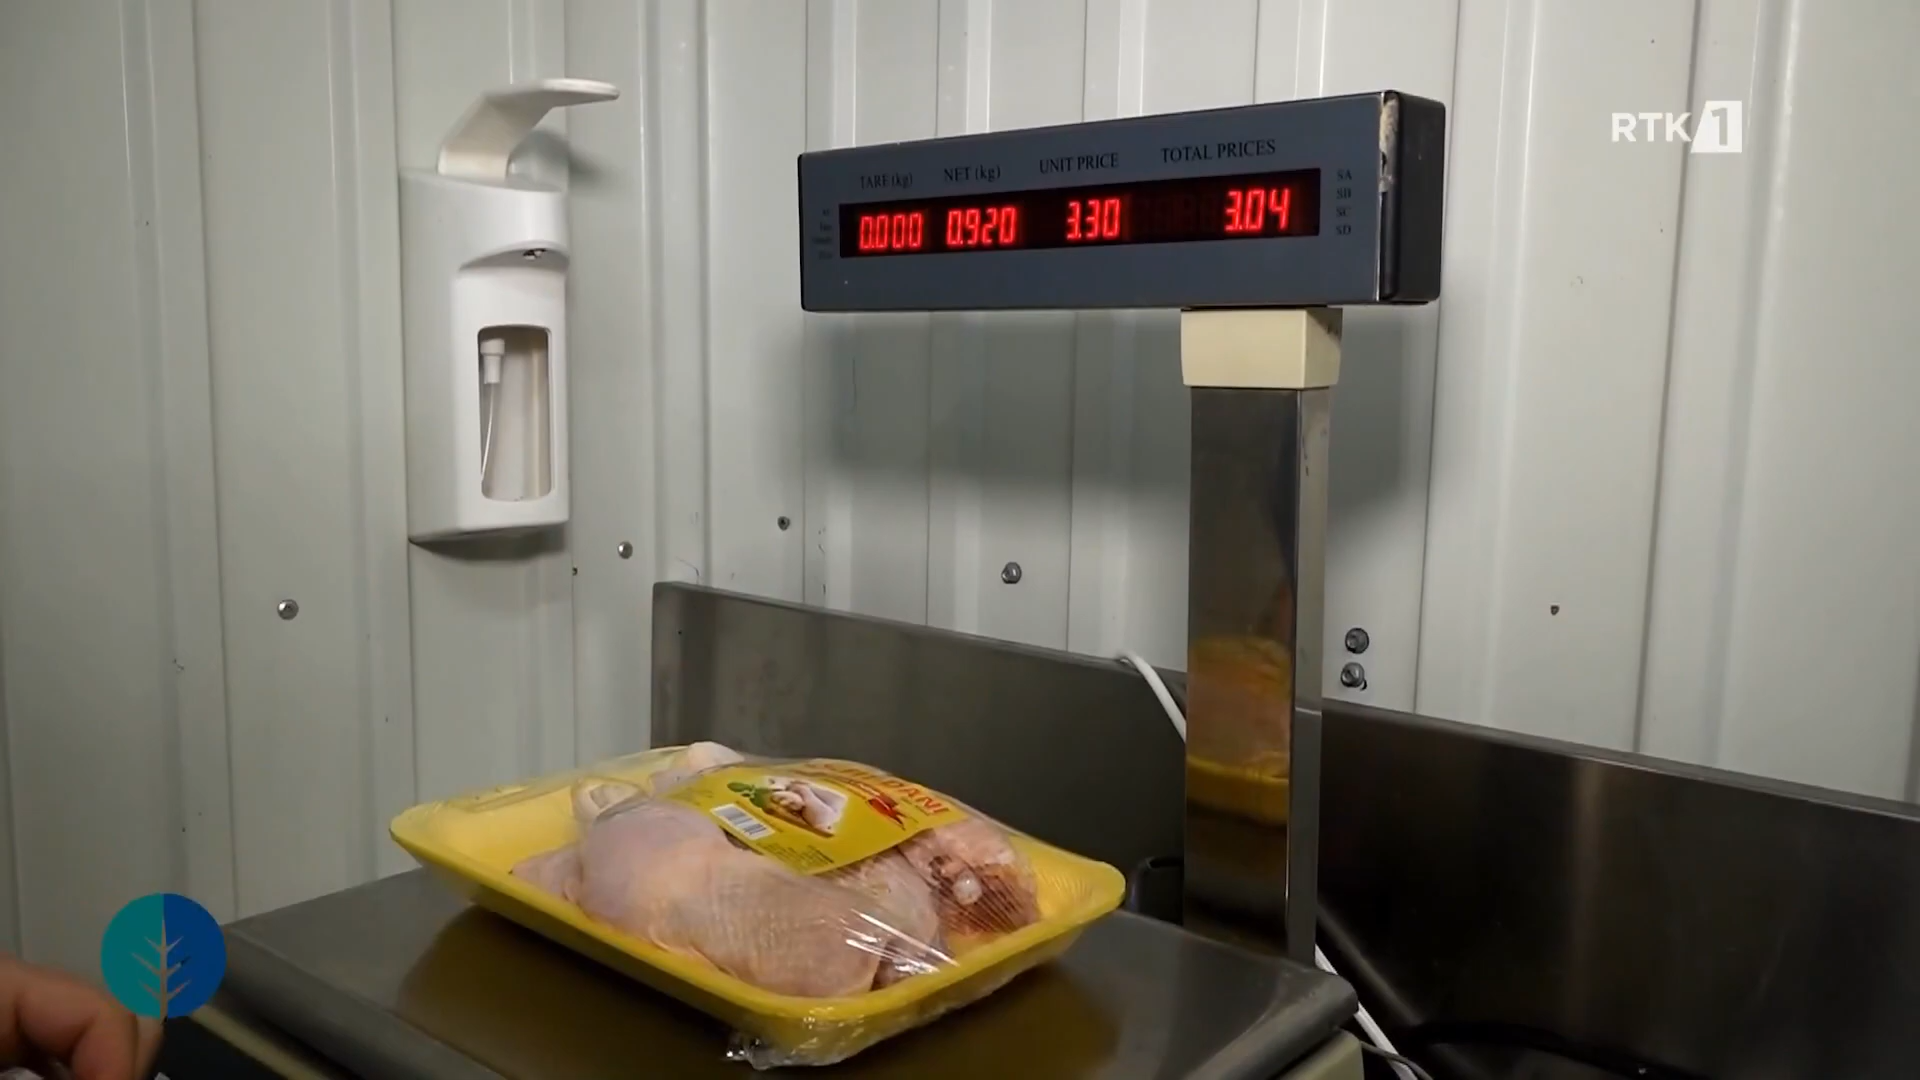 RTK 1
TARE (kg) NET (kg) UNIT PRICE TOTAL PRICES
0.000 0.920 3.30 3.04
SA
SB
SC
SD